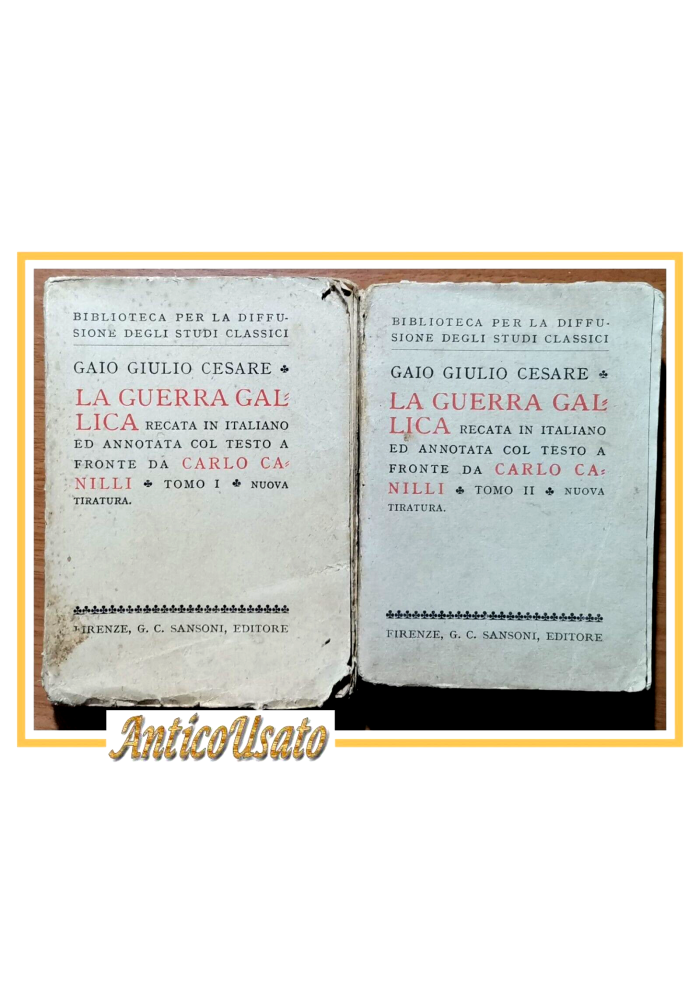 BIBLIOTECA PER LA DIFFU-
SIONE DEGLI STUDI CLASSICI
GAIO GIULIO CESARE ♣
LA GUERRA GAL-
LICA RECATA IN ITALIANO
ED ANNOTATA COL TESTO A
FRONTE DA CARLO CA-
NILLI ♣ TOMO I ♣ NUOVA
TIRATURA.
FIRENZE, G. C. SANSONI, EDITORE
BIBLIOTECA PER LA DIFFU-
SIONE DEGLI STUDI CLASSICI
GAIO GIULIO CESARE ♣
LA GUERRA GAL-
LICA RECATA IN ITALIANO
ED ANNOTATA COL TESTO A
FRONTE DA CARLO CA-
NILLI ♣ TOMO II ♣ NUOVA
TIRATURA.
FIRENZE, G. C. SANSONI, EDITORE
AnticoUsato